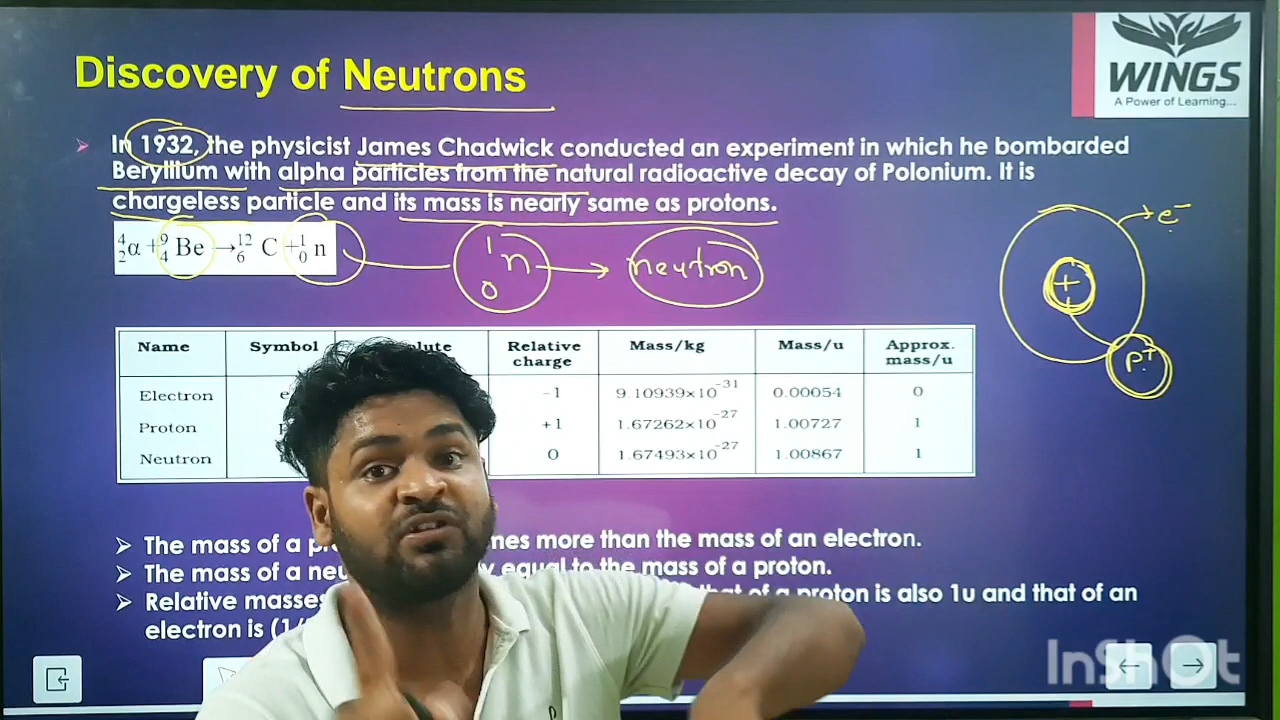 Discovery of Neutrons
WINGS
A Power of Learning...
In 1932, the physicist James Chadwick conducted an experiment in which he bombarded
Beryllium with alpha particles from the natural radioactive decay of Polonium. It is
chargeless particle and its mass is nearly same as protons.
⁴₂α + ⁹₄Be → ¹²₆C + ¹₀n
¹₀n → neutron
e⁻
+
P⁺
Name Symbol Relative charge Mass/kg Mass/u Approx. mass/u
Electron e -1 9.10939×10⁻³¹ 0.00054 0
Proton +1 1.67262×10⁻²⁷ 1.00727 1
Neutron 0 1.67493×10⁻²⁷ 1.00867 1
The mass of a more than the mass of an electron.
The mass of a equal to the mass of a proton.
Relative masses that of a proton is also 1u and that of an
electron is (1/
InShOt